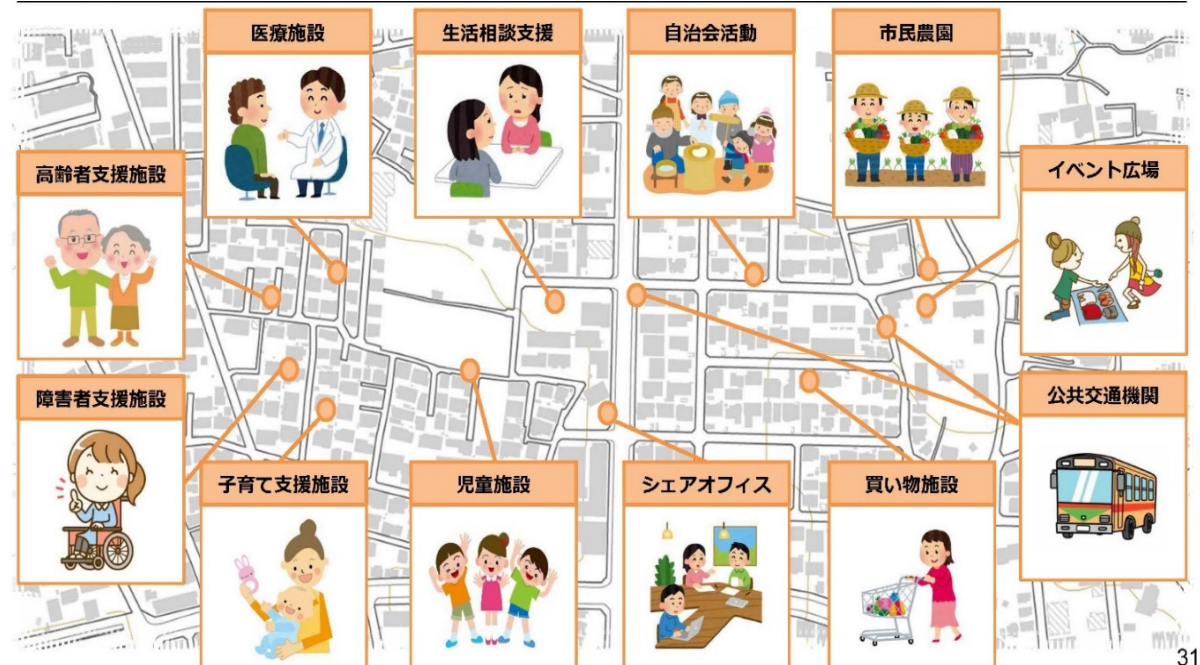 医療施設
生活相談支援
自治会活動
市民農園
高齢者支援施設
イベント広場
障害者支援施設
公共交通機関
子育て支援施設
児童施設
シェアオフィス
買い物施設
31